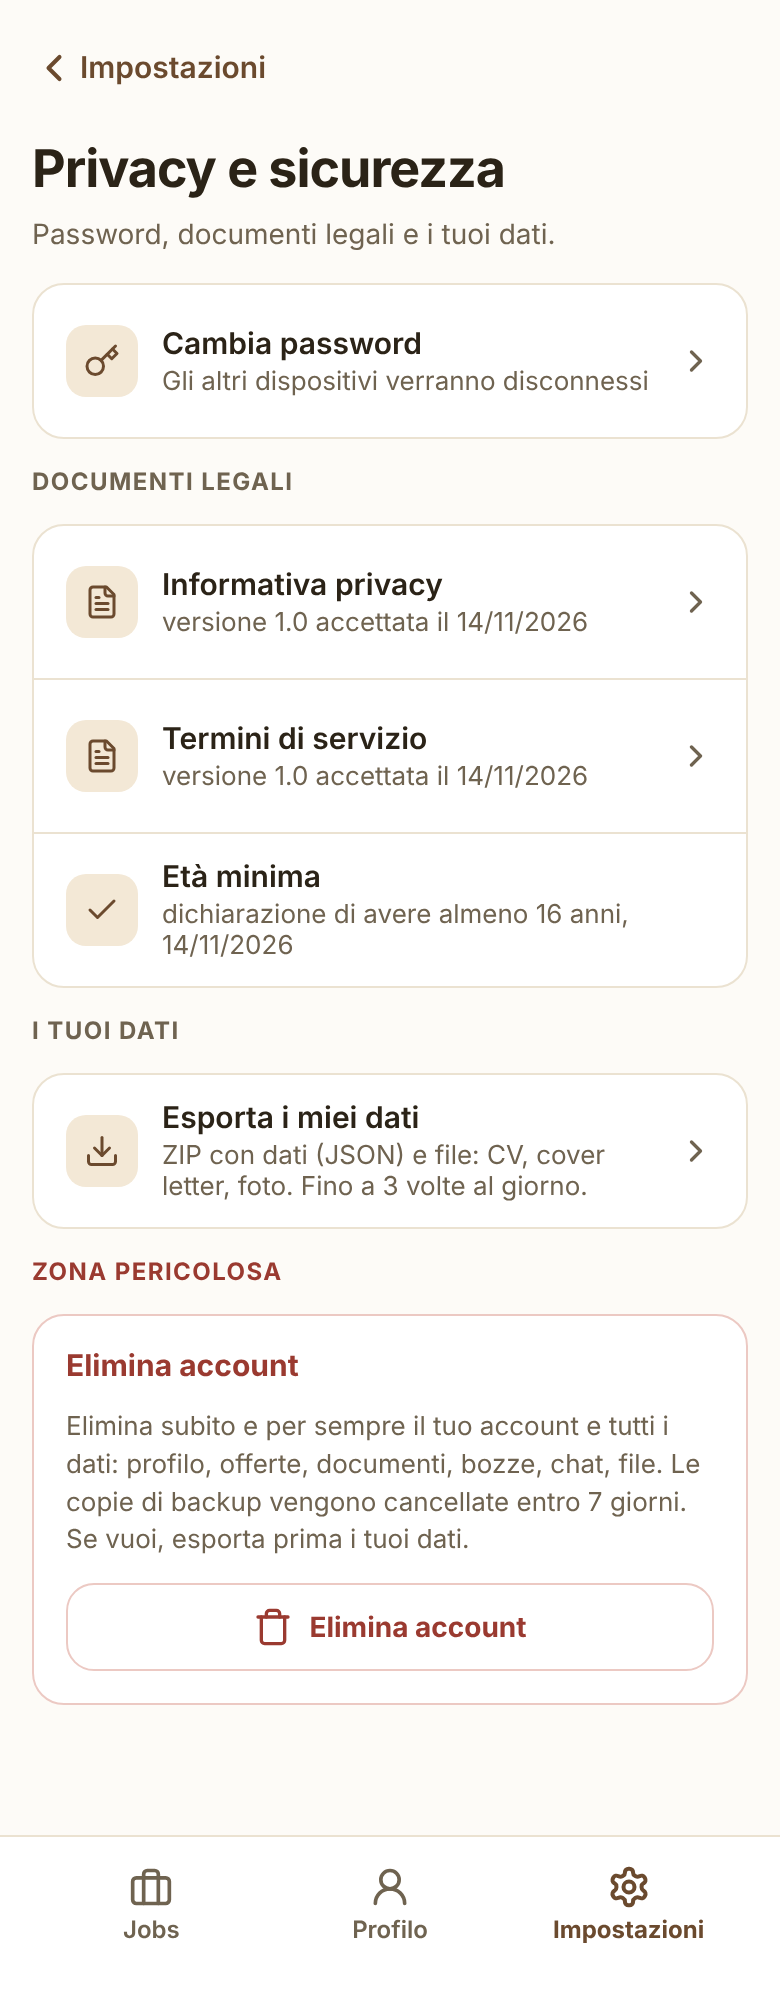 Impostazioni
Privacy e sicurezza
Password, documenti legali e i tuoi dati.
Cambia password
Gli altri dispositivi verranno disconnessi
DOCUMENTI LEGALI
Informativa privacy
versione 1.0 accettata il 14/11/2026
Termini di servizio
versione 1.0 accettata il 14/11/2026
Età minima
dichiarazione di avere almeno 16 anni,
14/11/2026
I TUOI DATI
Esporta i miei dati
ZIP con dati (JSON) e file: CV, cover
letter, foto. Fino a 3 volte al giorno.
ZONA PERICOLOSA
Elimina account
Elimina subito e per sempre il tuo account e tutti i
dati: profilo, offerte, documenti, bozze, chat, file. Le
copie di backup vengono cancellate entro 7 giorni.
Se vuoi, esporta prima i tuoi dati.
Elimina account
Jobs
Profilo
Impostazioni